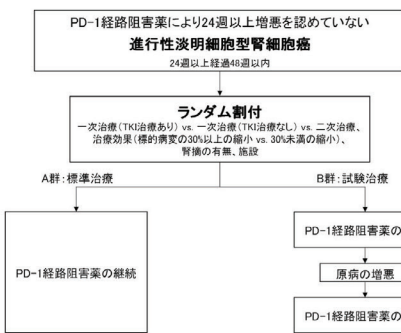 PD-1経路阻害薬により24週以上増悪を認めていない
進行性淡明細胞型腎細胞癌
24週以上経過48週以内
ランダム割付
一次治療(TKI治療あり) vs. 一次治療(TKI治療なし) vs. 二次治療、
治療効果(標的病変の30%以上の縮小 vs. 30%未満の縮小)、
腎摘の有無、施設
A群:標準治療
B群:試験治療
PD-1経路阻害薬の継続
PD-1経路阻害薬の
原病の増悪
PD-1経路阻害薬の